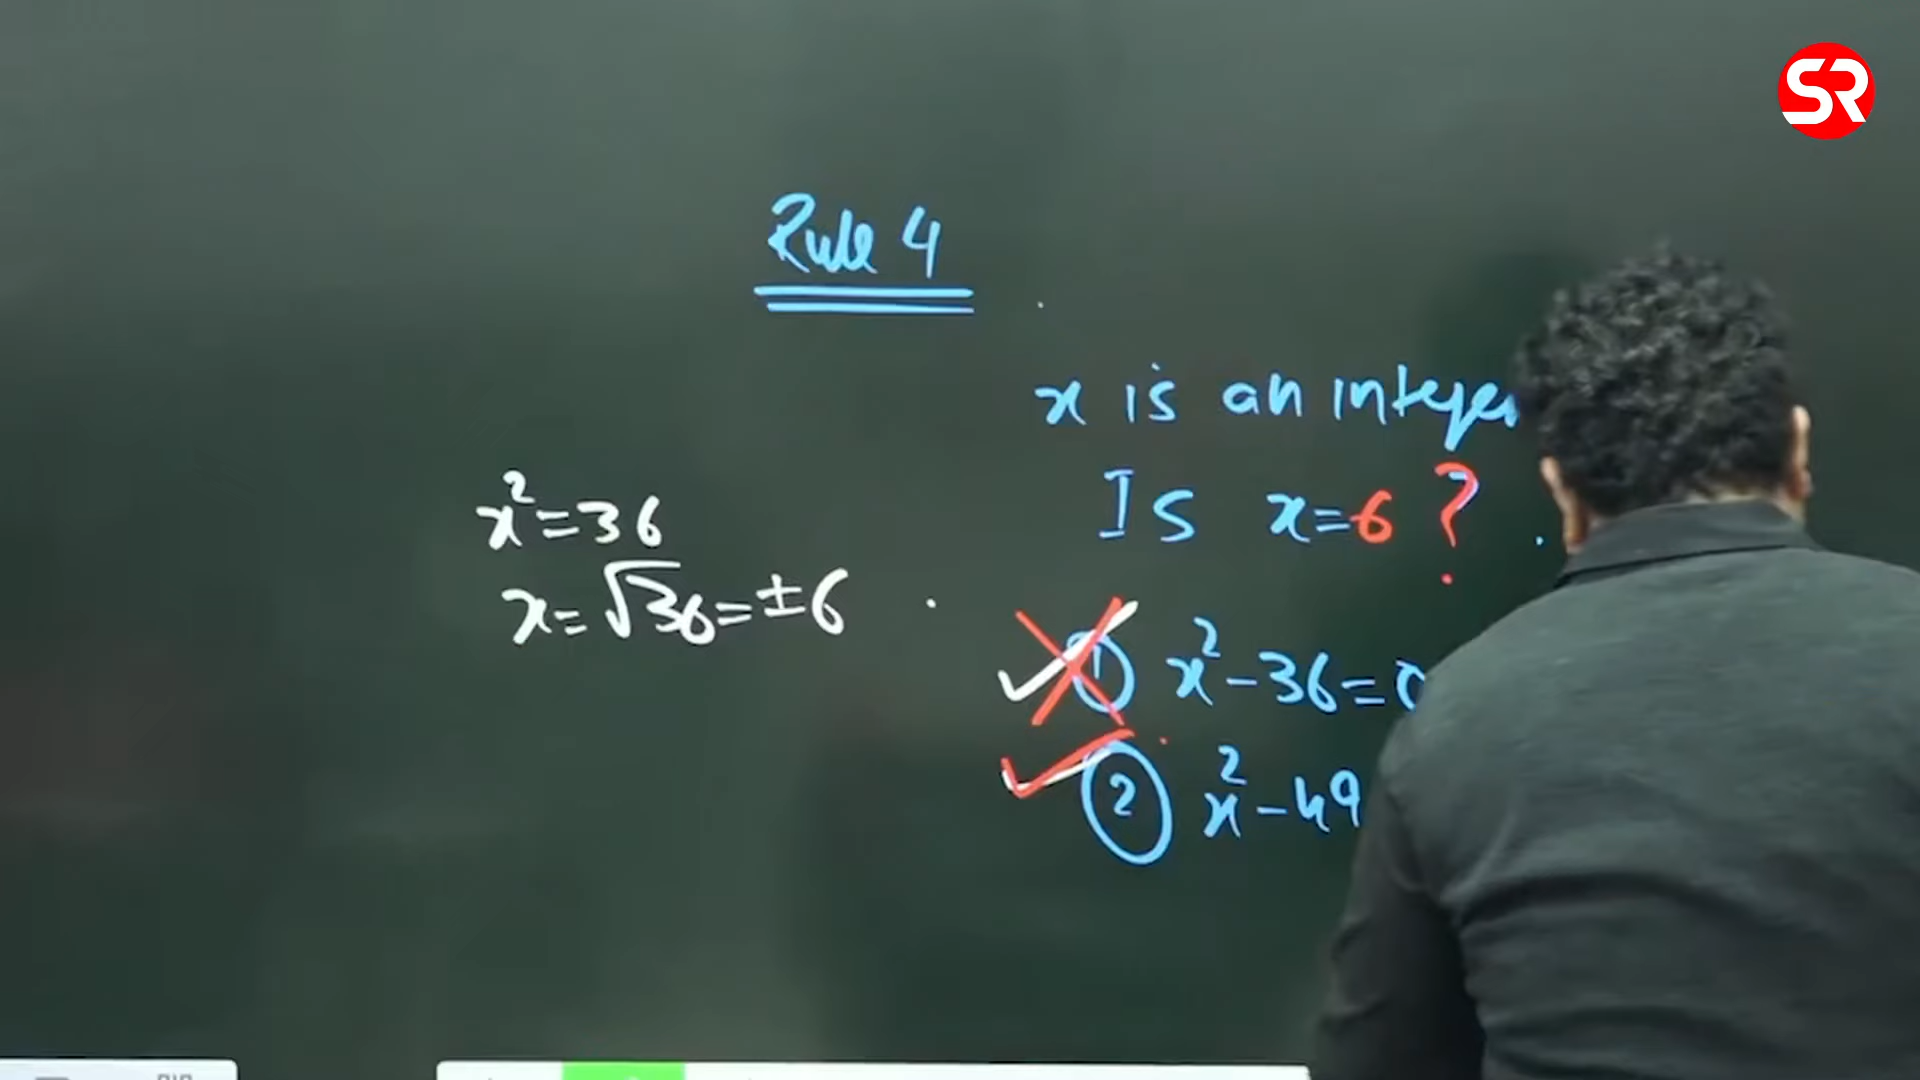 SR
Rule 4
x is an integer
Is x=6 ?
x²=36
x=√36=±6
① x²-36=0
② x²-49